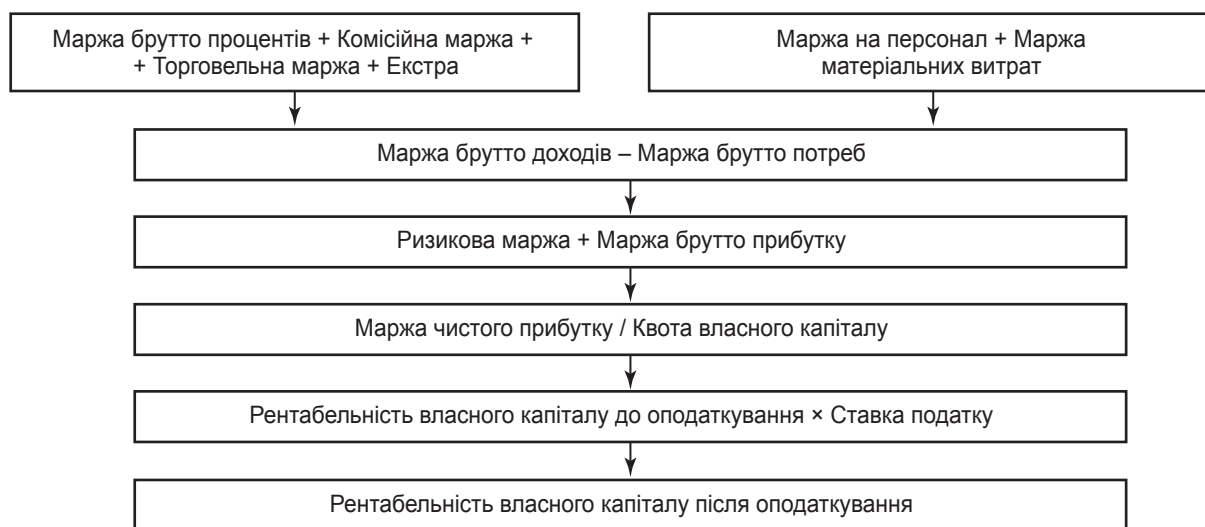 Маржа брутто процентів + Комісійна маржа +
+ Торговельна маржа + Екстра
Маржа на персонал + Маржа
матеріальних витрат
Маржа брутто доходів – Маржа брутто потреб
Ризикова маржа + Маржа брутто прибутку
Маржа чистого прибутку / Квота власного капіталу
Рентабельність власного капіталу до оподаткування × Ставка податку
Рентабельність власного капіталу після оподаткування